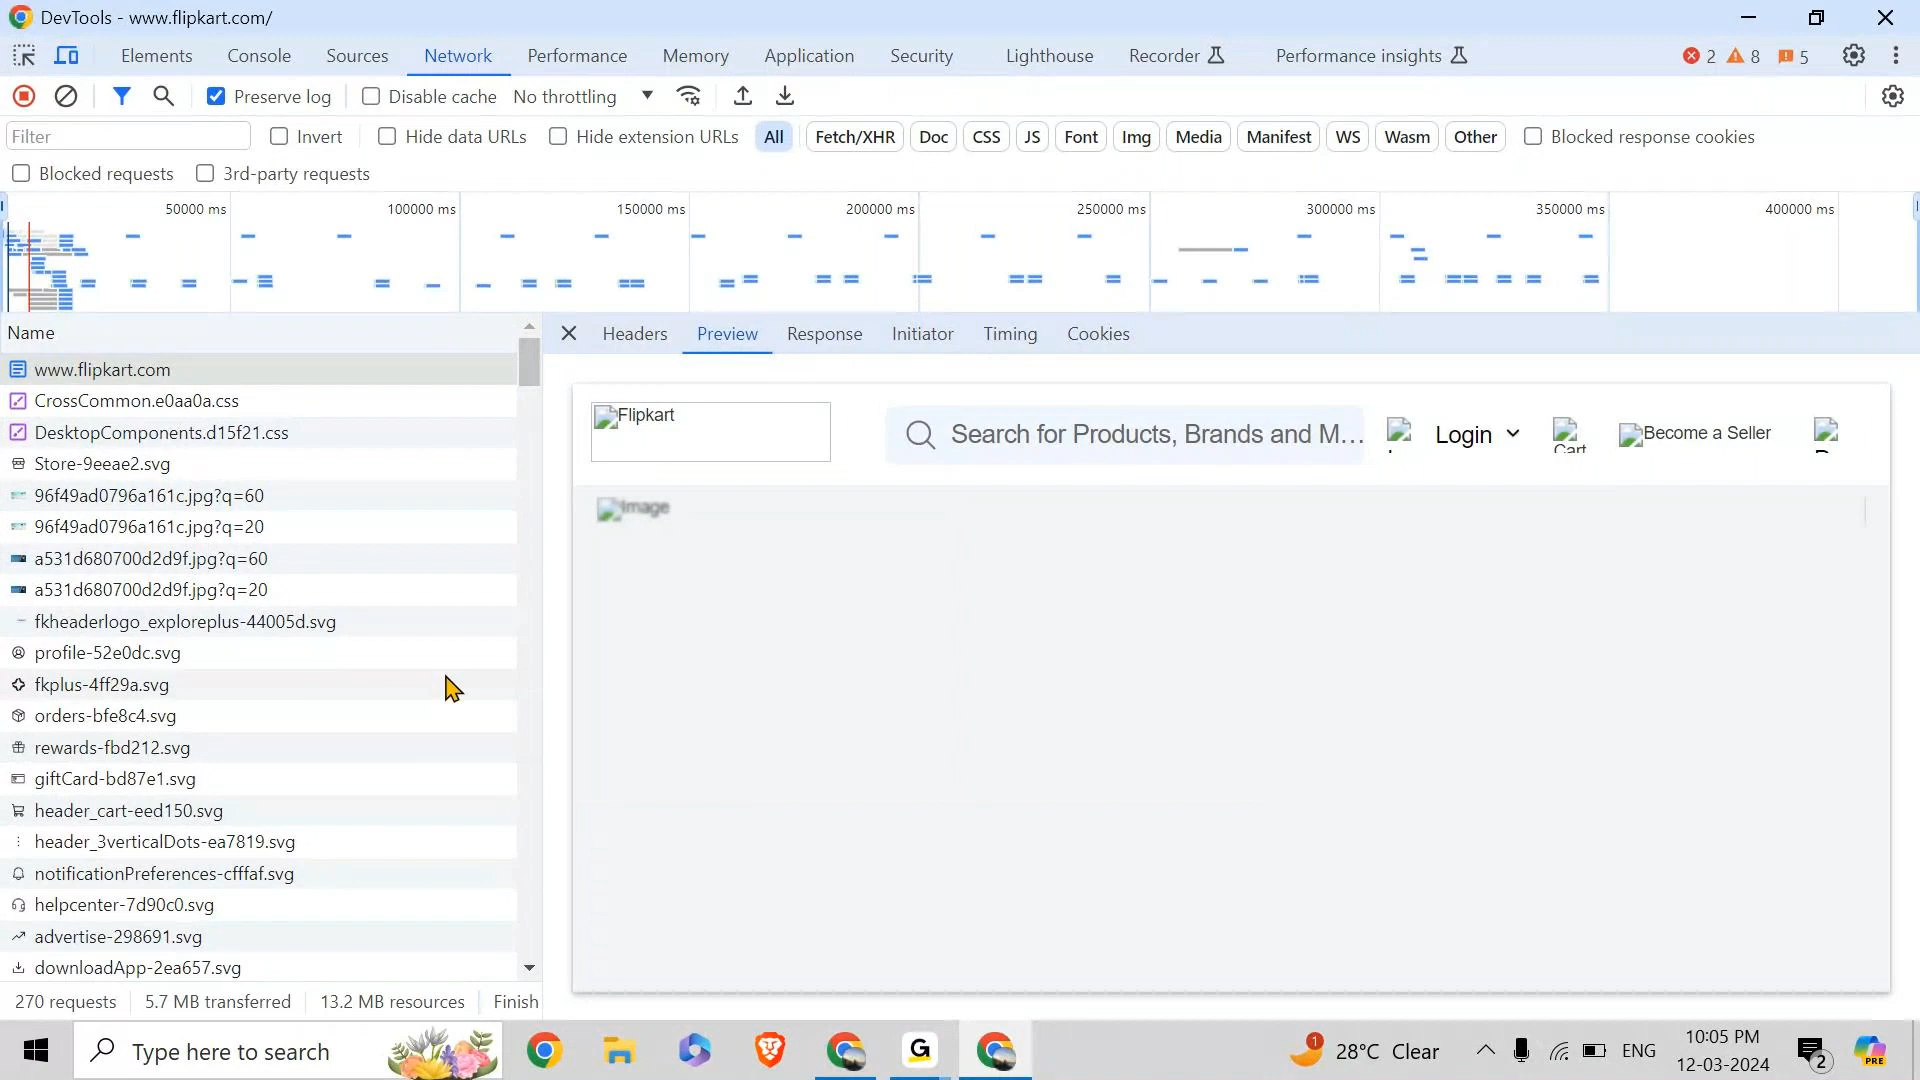 DevTools - www.flipkart.com/
Elements Console Sources Network Performance Memory Application Security Lighthouse Recorder Performance insights 2 8 5
Preserve log Disable cache No throttling
Filter Invert Hide data URLs Hide extension URLs All Fetch/XHR Doc CSS JS Font Img Media Manifest WS Wasm Other Blocked response cookies
Blocked requests 3rd-party requests
50000 ms 100000 ms 150000 ms 200000 ms 250000 ms 300000 ms 350000 ms 400000 ms
Name
Headers Preview Response Initiator Timing Cookies
www.flipkart.com
CrossCommon.e0aa0a.css
DesktopComponents.d15f21.css
Store-9eeae2.svg
96f49ad0796a161c.jpg?q=60
96f49ad0796a161c.jpg?q=20
a531d680700d2d9f.jpg?q=60
a531d680700d2d9f.jpg?q=20
fkheaderlogo_exploreplus-44005d.svg
profile-52e0dc.svg
fkplus-4ff29a.svg
orders-bfe8c4.svg
rewards-fbd212.svg
giftCard-bd87e1.svg
header_cart-eed150.svg
header_3verticalDots-ea7819.svg
notificationPreferences-cfffaf.svg
helpcenter-7d90c0.svg
advertise-298691.svg
downloadApp-2ea657.svg
270 requests 5.7 MB transferred 13.2 MB resources Finish
Flipkart
Search for Products, Brands and M...
Login
Cart
Become a Seller
Image
Type here to search
1
28°C Clear
ENG
10:05 PM
12-03-2024
2
PRE